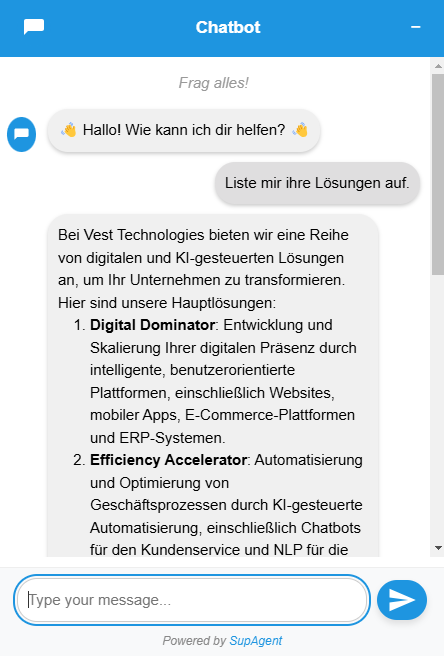 Chatbot
Frag alles!
👋 Hallo! Wie kann ich dir helfen? 👋
Liste mir ihre Lösungen auf.
Bei Vest Technologies bieten wir eine Reihe
von digitalen und KI-gesteuerten Lösungen
an, um Ihr Unternehmen zu transformieren.
Hier sind unsere Hauptlösungen:
1. Digital Dominator: Entwicklung und
Skalierung Ihrer digitalen Präsenz durch
intelligente, benutzerorientierte
Plattformen, einschließlich Websites,
mobiler Apps, E-Commerce-Plattformen
und ERP-Systemen.
2. Efficiency Accelerator: Automatisierung
und Optimierung von
Geschäftsprozessen durch KI-gesteuerte
Automatisierung, einschließlich Chatbots
für den Kundenservice und NLP für die
Type your message...
Powered by SupAgent